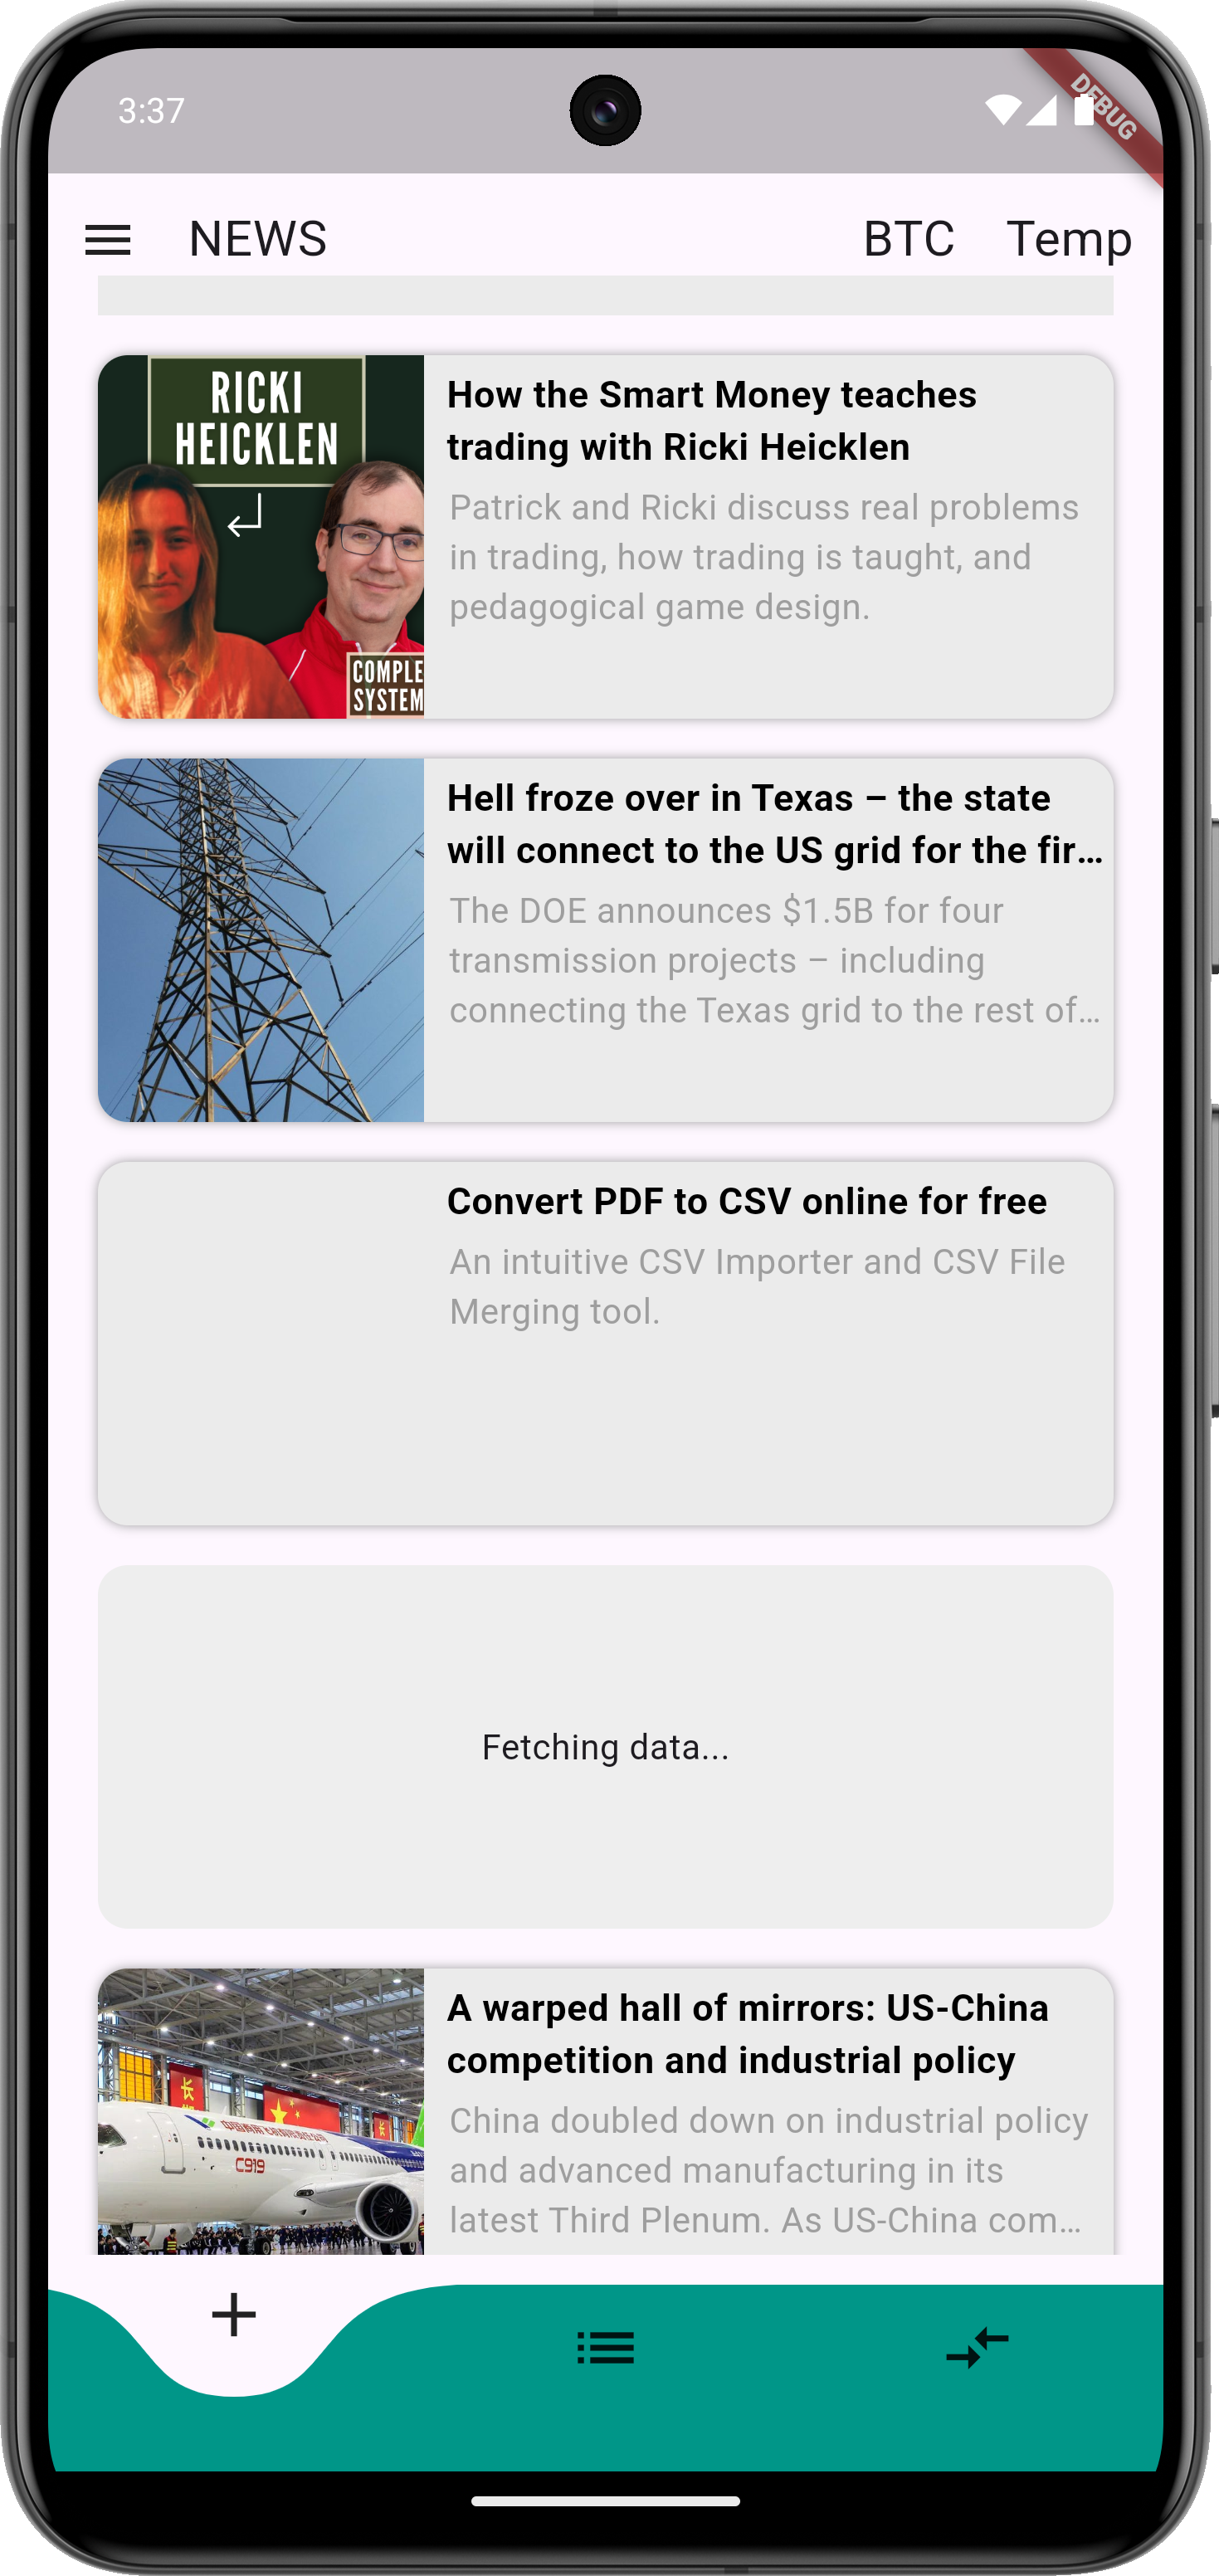 3:37
DEBUG
NEWS
BTC
Temp
RICKI
HEICKLEN
COMPLE
SYSTEM
How the Smart Money teaches
trading with Ricki Heicklen
Patrick and Ricki discuss real problems
in trading, how trading is taught, and
pedagogical game design.
Hell froze over in Texas – the state
will connect to the US grid for the fir...
The DOE announces $1.5B for four
transmission projects – including
connecting the Texas grid to the rest of...
Convert PDF to CSV online for free
An intuitive CSV Importer and CSV File
Merging tool.
Fetching data...
长
C919
A warped hall of mirrors: US-China
competition and industrial policy
China doubled down on industrial policy
and advanced manufacturing in its
latest Third Plenum. As US-China com...